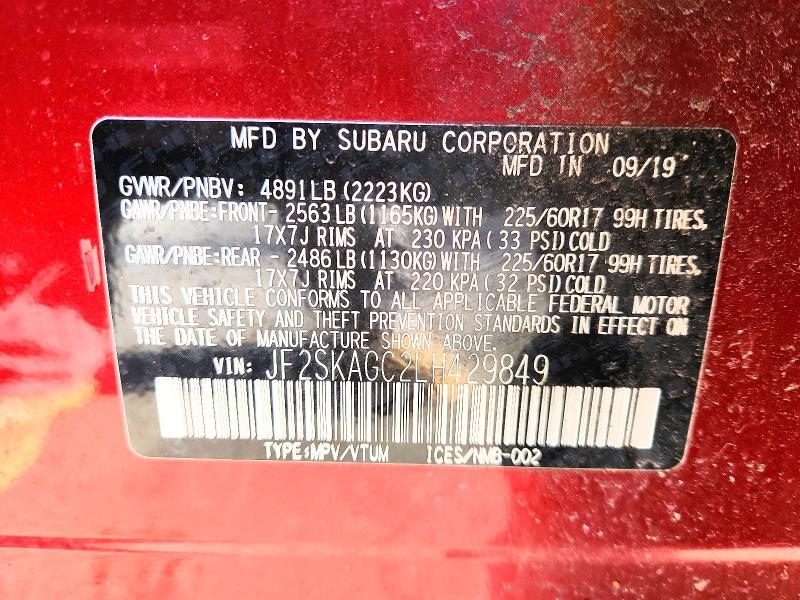 MFD BY SUBARU CORPORATION
MFD IN 09/19
GVWR/PNBV: 4891LB (2223KG)
GAWR/PNBE:FRONT- 2563LB (1165KG) WITH 225/60R17 99H TIRES,
17X7J RIMS AT 230 KPA ( 33 PSI) COLD
GAWR/PNBE:REAR - 2486LB (1130KG) WITH 225/60R17 99H TIRES,
17X7J RIMS AT 220 KPA ( 32 PSI) COLD
THIS VEHICLE CONFORMS TO ALL APPLICABLE FEDERAL MOTOR
VEHICLE SAFETY AND THEFT PREVENTION STANDARDS IN EFFECT ON
THE DATE OF MANUFACTURE SHOWN ABOVE.
VIN: JF2SKAGC2LH429849
TYPE:MPV/VTUM ICES/NMB-002